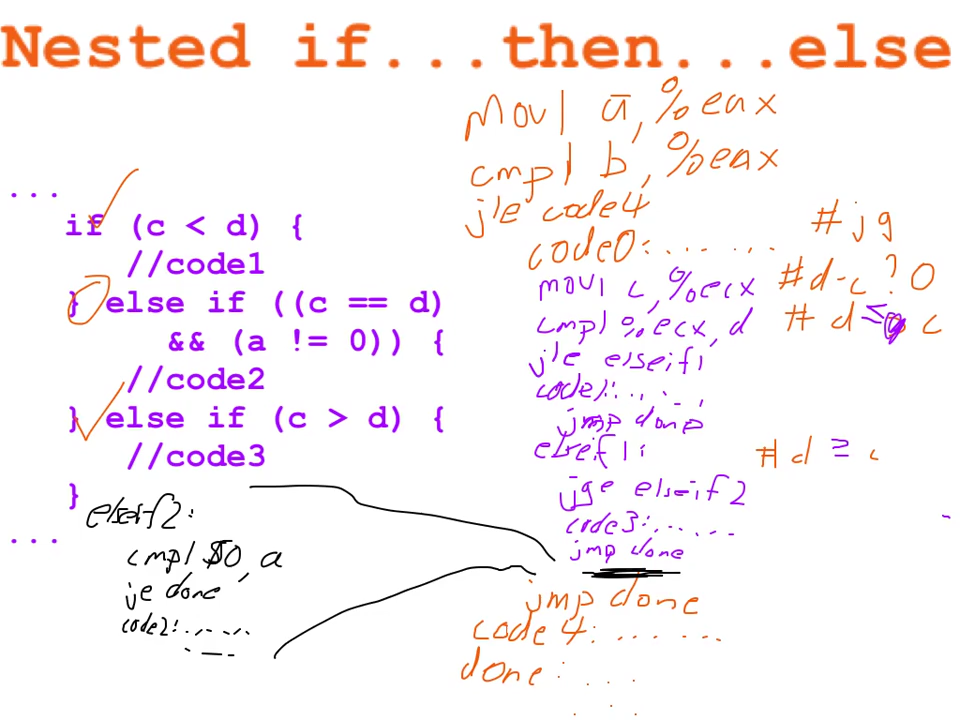 Nested if...then...else
...
if (c < d) {
//code1
} else if ((c == d)
&& (a != 0)) {
//code2
} else if (c > d) {
//code3
}
...
elseif2:
cmpl $0, a
je done
code2:......
movl a, %eax
cmpl b, %eax
jle code4
#jg
code0:......
movl c, %ecx
#d-c ? 0
cmpl %ecx, d
# d ≤ c
jle elseif1
code1:.....
jmp done
elseif1:
# d ≥ c
jge elseif2
code3:......
jmp done
jmp done
code4:......
done:...